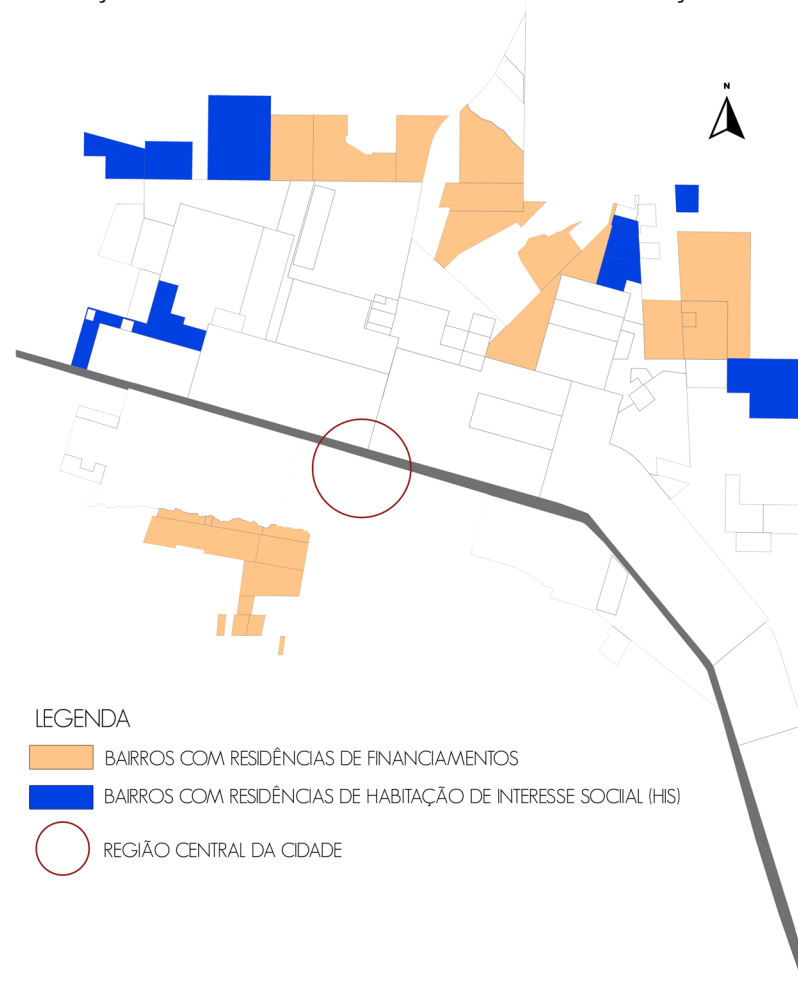 N
LEGENDA
BAIRROS COM RESIDÊNCIAS DE FINANCIAMENTOS
BAIRROS COM RESIDÊNCIAS DE HABITAÇÃO DE INTERESSE SOCIIAL (HIS)
REGIÃO CENTRAL DA CIDADE